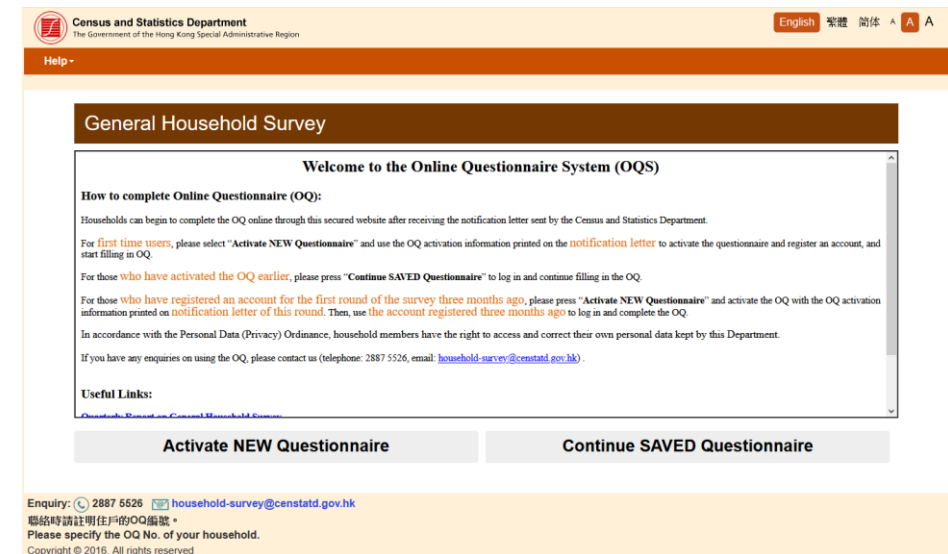 Census and Statistics Department
The Government of the Hong Kong Special Administrative Region
English 繁體 简体 A A A
Help
General Household Survey
Welcome to the Online Questionnaire System (OQS)
How to complete Online Questionnaire (OQ):
Households can begin to complete the OQ online through this secured website after receiving the notification letter sent by the Census and Statistics Department.
For first time users, please select "Activate NEW Questionnaire" and use the OQ activation information printed on the notification letter to activate the questionnaire and register an account, and
start filling in OQ.
For those who have activated the OQ earlier, please press "Continue SAVED Questionnaire" to log in and continue filling in the OQ.
For those who have registered an account for the first round of the survey three months ago, please press "Activate NEW Questionnaire" and activate the OQ with the OQ activation
information printed on notification letter of this round. Then, use the account registered three months ago to log in and complete the OQ.
In accordance with the Personal Data (Privacy) Ordinance, household members have the right to access and correct their own personal data kept by this Department.
If you have any enquiries on using the OQ, please contact us (telephone: 2887 5526, email: household-survey@censtatd.gov.hk) .
Useful Links:
Quarterly Report on General Household Survey
Activate NEW Questionnaire
Continue SAVED Questionnaire
Enquiry: 2887 5526 household-survey@censtatd.gov.hk
聯絡時請註明住戶的OQ編號。
Please specify the OQ No. of your household.
Copyright © 2016. All rights reserved